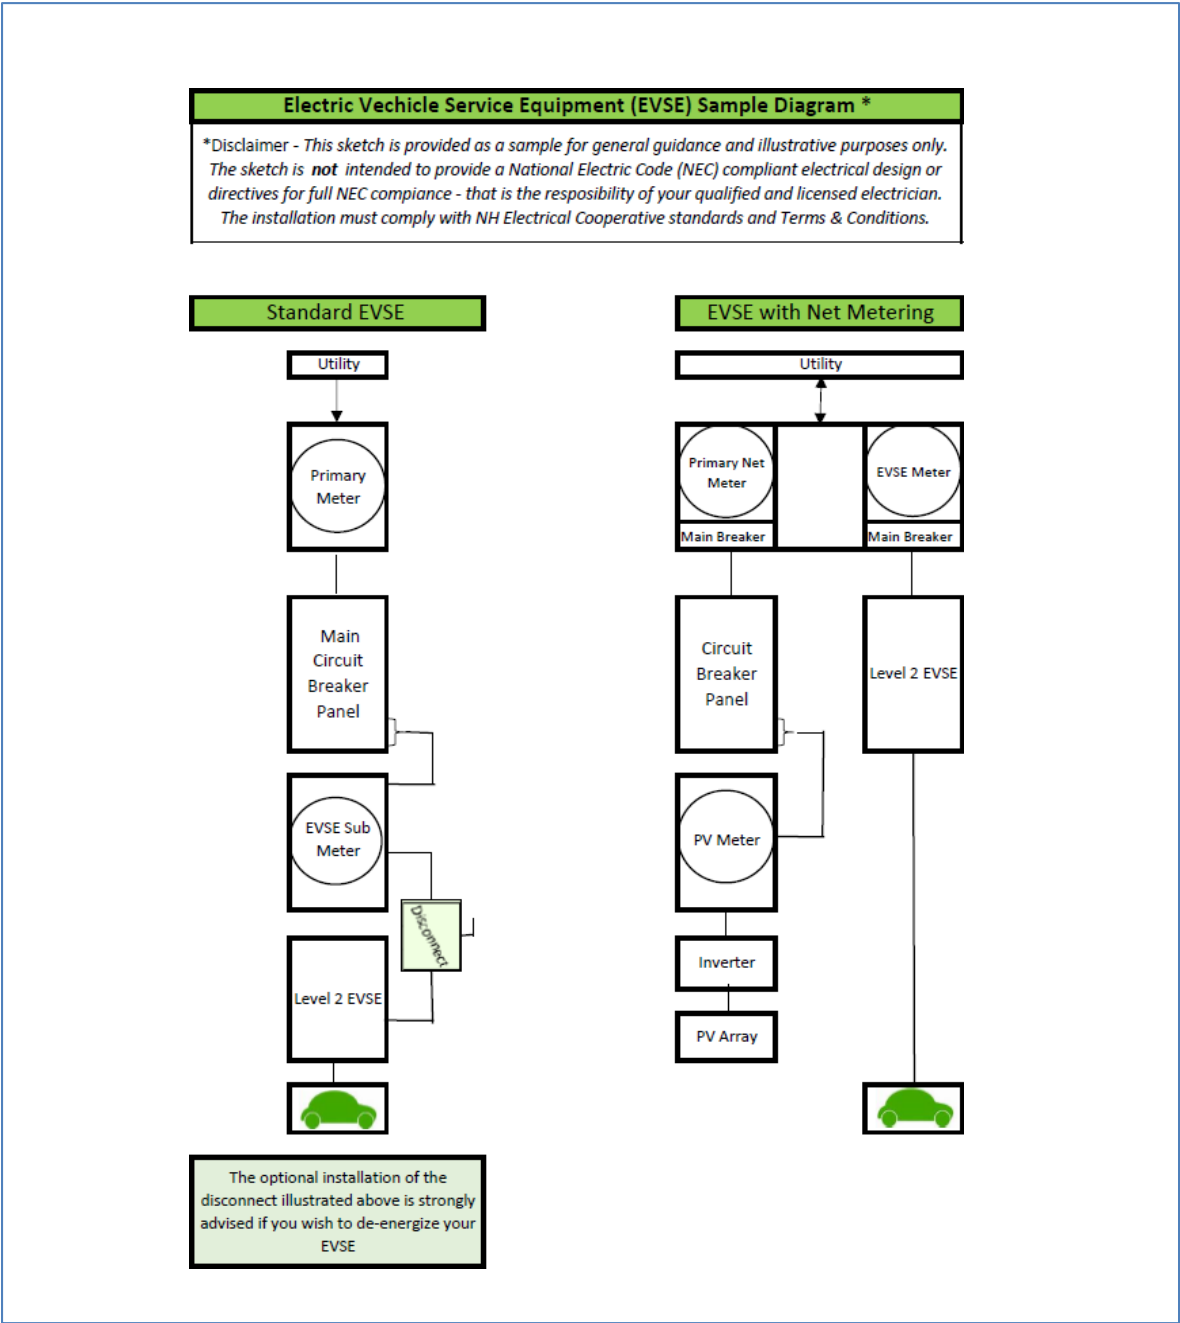 Electric Vechicle Service Equipment (EVSE) Sample Diagram *
*Disclaimer - This sketch is provided as a sample for general guidance and illustrative purposes only.
The sketch is not intended to provide a National Electric Code (NEC) compliant electrical design or
directives for full NEC compiance - that is the resposibility of your qualified and licensed electrician.
The installation must comply with NH Electrical Cooperative standards and Terms & Conditions.
Standard EVSE
Utility
Primary
Meter
Main
Circuit
Breaker
Panel
EVSE Sub
Meter
Disconnect
Level 2 EVSE
The optional installation of the
disconnect illustrated above is strongly
advised if you wish to de-energize your
EVSE
EVSE with Net Metering
Utility
Primary Net
Meter
Main Breaker
EVSE Meter
Main Breaker
Circuit
Breaker
Panel
Level 2 EVSE
PV Meter
Inverter
PV Array